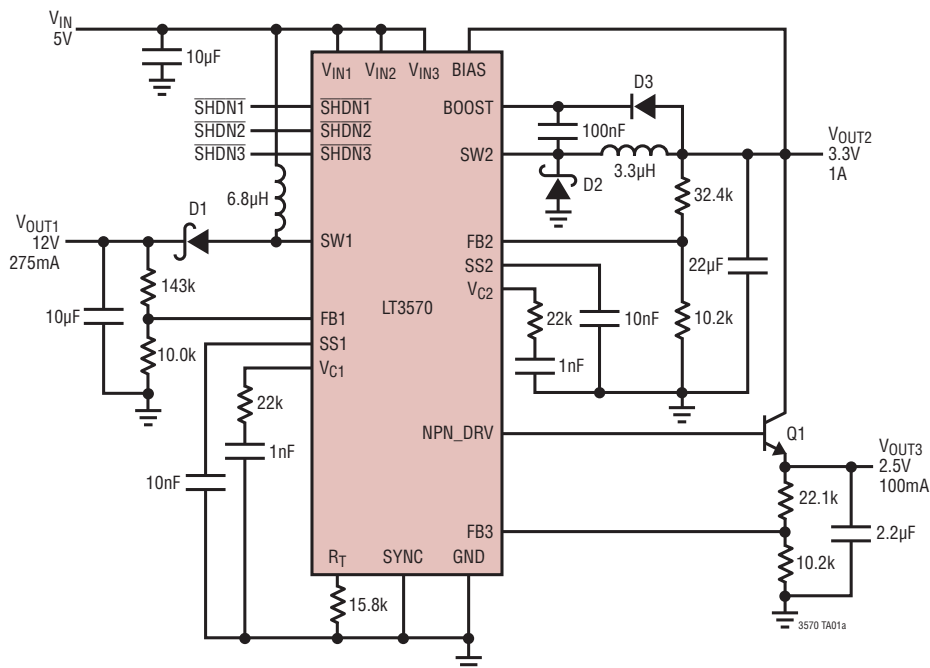 VIN
5V
10µF
VIN1 VIN2 VIN3 BIAS
SHDN1 SHDN1
SHDN2 SHDN2
SHDN3 SHDN3
BOOST
D3
100nF
SW2
3.3µH
D2
VOUT2
3.3V
1A
32.4k
6.8µH
D1
VOUT1
12V
275mA
SW1
FB2
SS2
VC2
22µF
143k
10µF
LT3570
22k
10nF
10.2k
1nF
FB1
SS1
VC1
10.0k
22k
1nF
10nF
NPN_DRV
Q1
VOUT3
2.5V
100mA
22.1k
2.2µF
FB3
10.2k
RT SYNC GND
15.8k
3570 TA01a